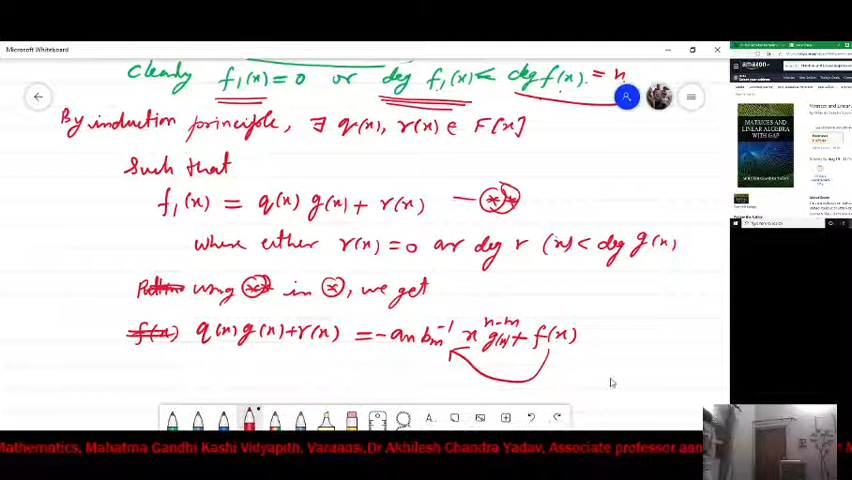 Microsoft Whiteboard
Clearly f₁(x) = 0 or deg f₁(x) < deg f(x). = n
By induction principle, ∃ q(x), r(x) ∈ F[x]
Such that
f₁(x) = q(x) g(x) + r(x) — (**)
where either r(x) = 0 or deg r (x) < deg g(x)
using (**) in (*), we get
f(x) q(x) g(x) + r(x) = - an bm⁻¹ x^n-m g(x) + f(x)
amazon
MATRICES AND
LINEAR ALGEBRA
WITH GAP
Mathematics, Mahatma Gandhi Kashi Vidyapith, Varanasi,Dr Akhilesh Chandra Yadav, Associate professor